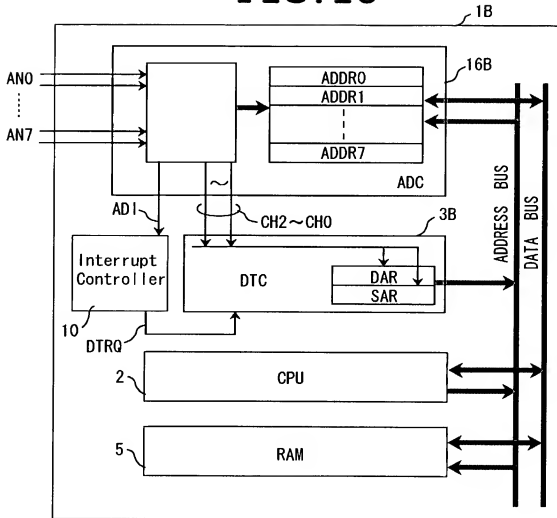 1B
16B
AN0
AN7
ADDR0
ADDR1
ADDR7
ADC
ADI
CH2～CH0
3B
Interrupt
Controller
10
DTRQ
DTC
DAR
SAR
ADDRESS BUS
DATA BUS
2
CPU
5
RAM